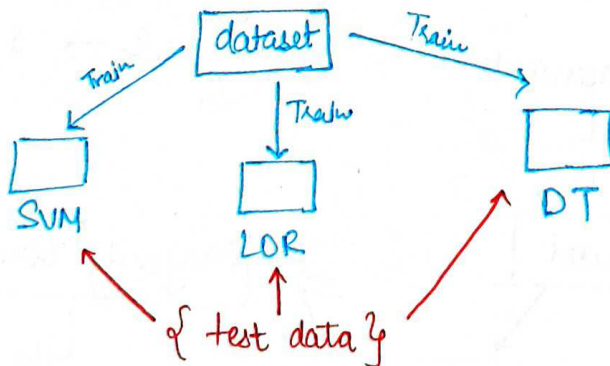 dataset
Train
Train
Train
SVM
LOR
DT
{ test data }